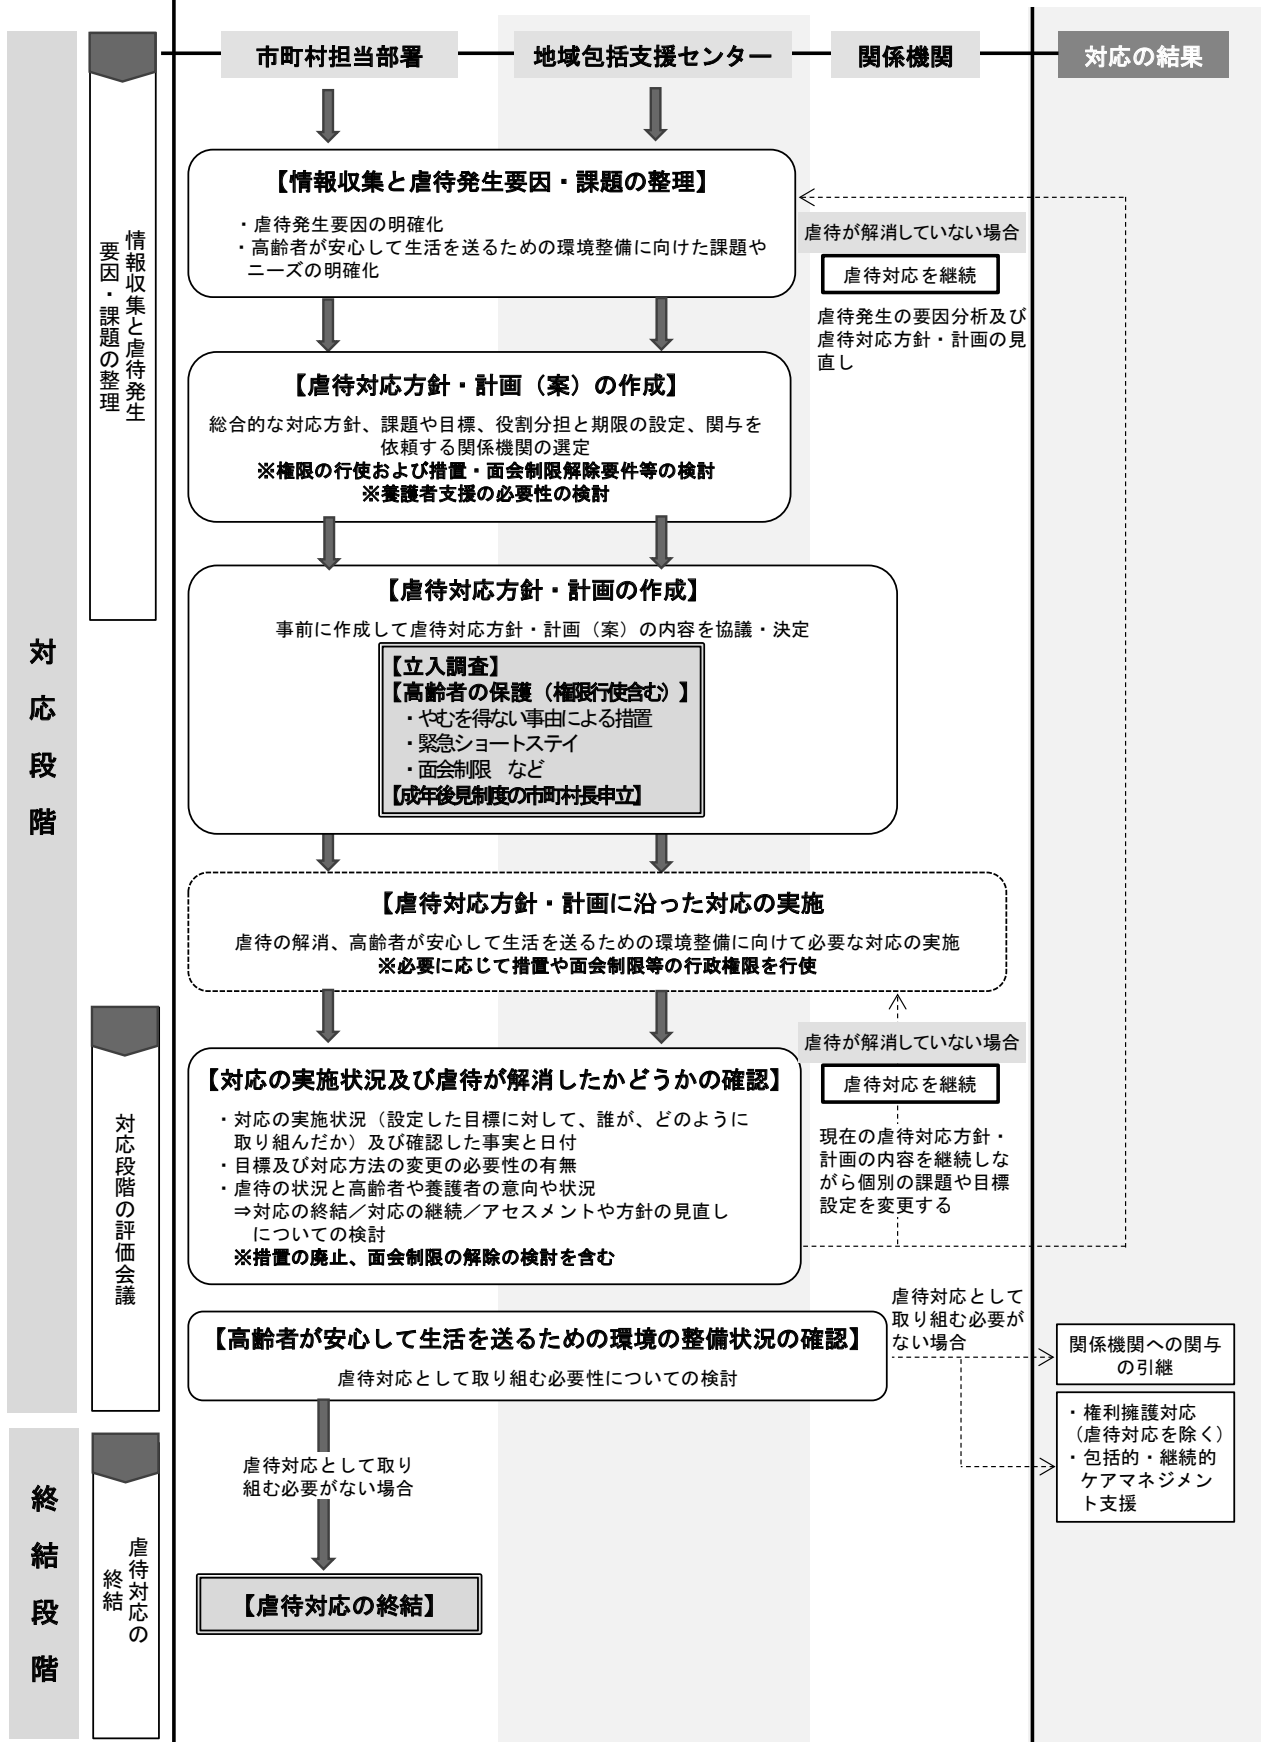 市町村担当部署
地域包括支援センター
関係機関
対応の結果
対応段階
情報収集と虐待発生
要因・課題の整理
【情報収集と虐待発生要因・課題の整理】
・虐待発生要因の明確化
・高齢者が安心して生活を送るための環境整備に向けた課題や
ニーズの明確化
虐待が解消していない場合
虐待対応を継続
虐待発生の要因分析及び
虐待対応方針・計画の見
直し
【虐待対応方針・計画（案）の作成】
総合的な対応方針、課題や目標、役割分担と期限の設定、関与を
依頼する関係機関の選定
※権限の行使および措置・面会制限解除要件等の検討
※養護者支援の必要性の検討
【虐待対応方針・計画の作成】
事前に作成して虐待対応方針・計画（案）の内容を協議・決定
【立入調査】
【高齢者の保護（権限行使含む）】
・やむを得ない事由による措置
・緊急ショートステイ
・面会制限　など
【成年後見制度の市町村長申立】
【虐待対応方針・計画に沿った対応の実施
虐待の解消、高齢者が安心して生活を送るための環境整備に向けて必要な対応の実施
※必要に応じて措置や面会制限等の行政権限を行使
対応段階の評価会議
【対応の実施状況及び虐待が解消したかどうかの確認】
・対応の実施状況（設定した目標に対して、誰が、どのように
取り組んだか）及び確認した事実と日付
・目標及び対応方法の変更の必要性の有無
・虐待の状況と高齢者や養護者の意向や状況
⇒対応の終結／対応の継続／アセスメントや方針の見直し
についての検討
※措置の廃止、面会制限の解除の検討を含む
虐待が解消していない場合
虐待対応を継続
現在の虐待対応方針・
計画の内容を継続しな
がら個別の課題や目標
設定を変更する
【高齢者が安心して生活を送るための環境の整備状況の確認】
虐待対応として取り組む必要性についての検討
虐待対応として
取り組む必要が
ない場合
関係機関への関与
の引継
・権利擁護対応
（虐待対応を除く）
・包括的・継続的
ケアマネジメン
ト支援
終結段階
虐待対応の
終結
虐待対応として取り
組む必要がない場合
【虐待対応の終結】